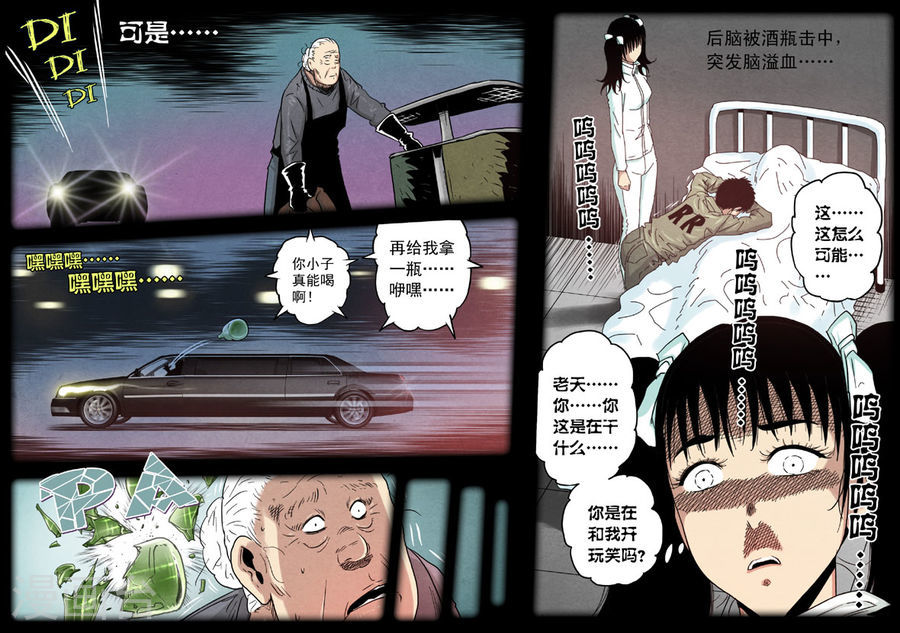 DI
DI
DI
可是……
嘿嘿嘿……
嘿嘿嘿……
你小子
真能喝
啊！
再给我拿
一瓶……
咿嘿……
PA
后脑被酒瓶击中，
突发脑溢血……
呜呜呜呜呜……
RR
这……
这怎么
可能…
…
呜呜呜呜呜……
老天……
你……你
这是在干
什么……
你是在
和我开
玩笑吗？
呜呜呜呜呜……